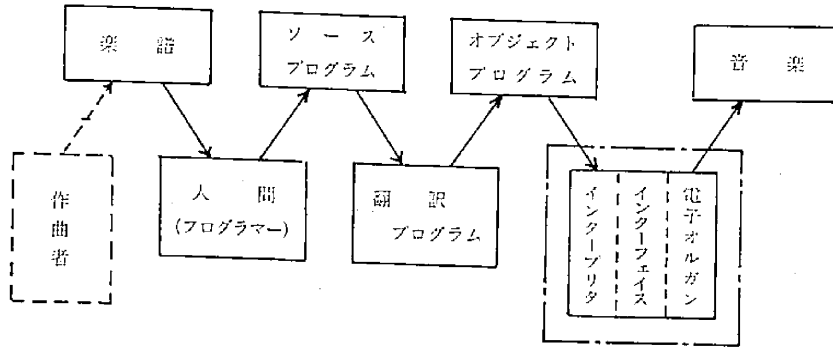 楽譜
ソース
プログラム
オブジェクト
プログラム
音楽
作曲者
人間
(プログラマー)
翻訳
プログラム
インタープリタ
インターフェイス
電子オルガン